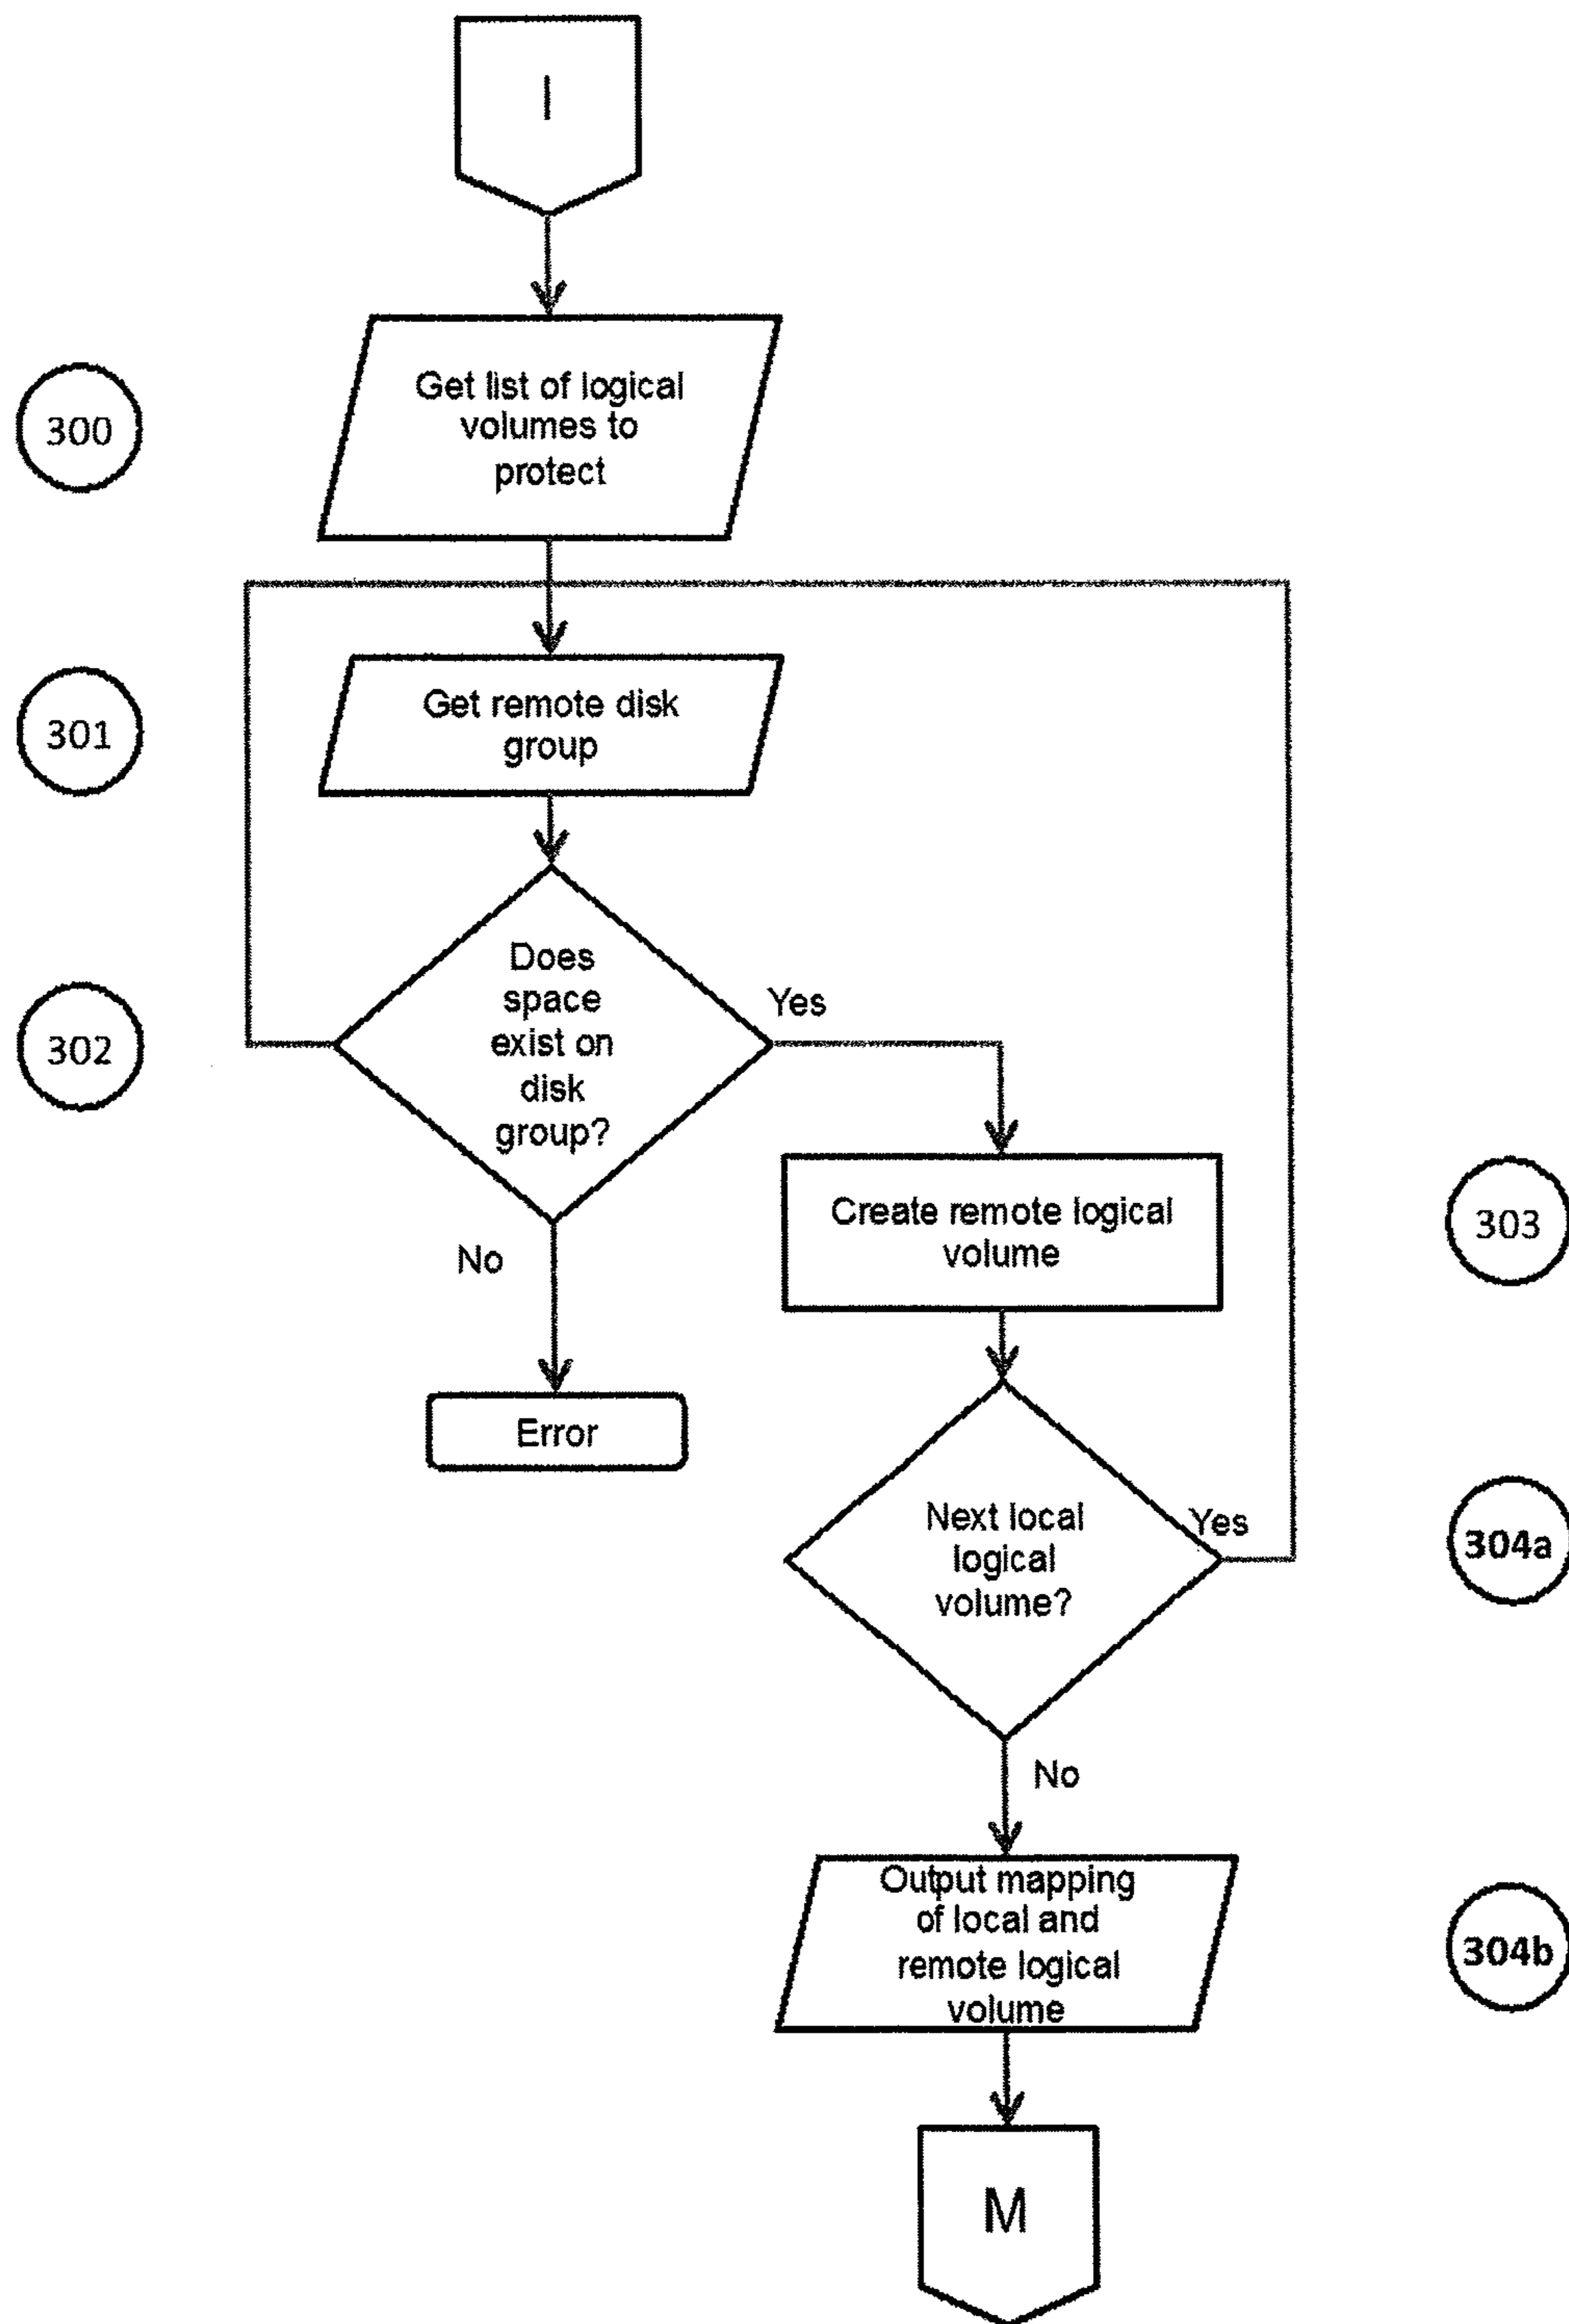 I
300
Get list of logical
volumes to
protect
301
Get remote disk
group
302
Does
space
exist on
disk
group?
Yes
No
303
Create remote logical
volume
Error
304a
Next local
logical
volume?
Yes
No
304b
Output mapping
of local and
remote logical
volume
M